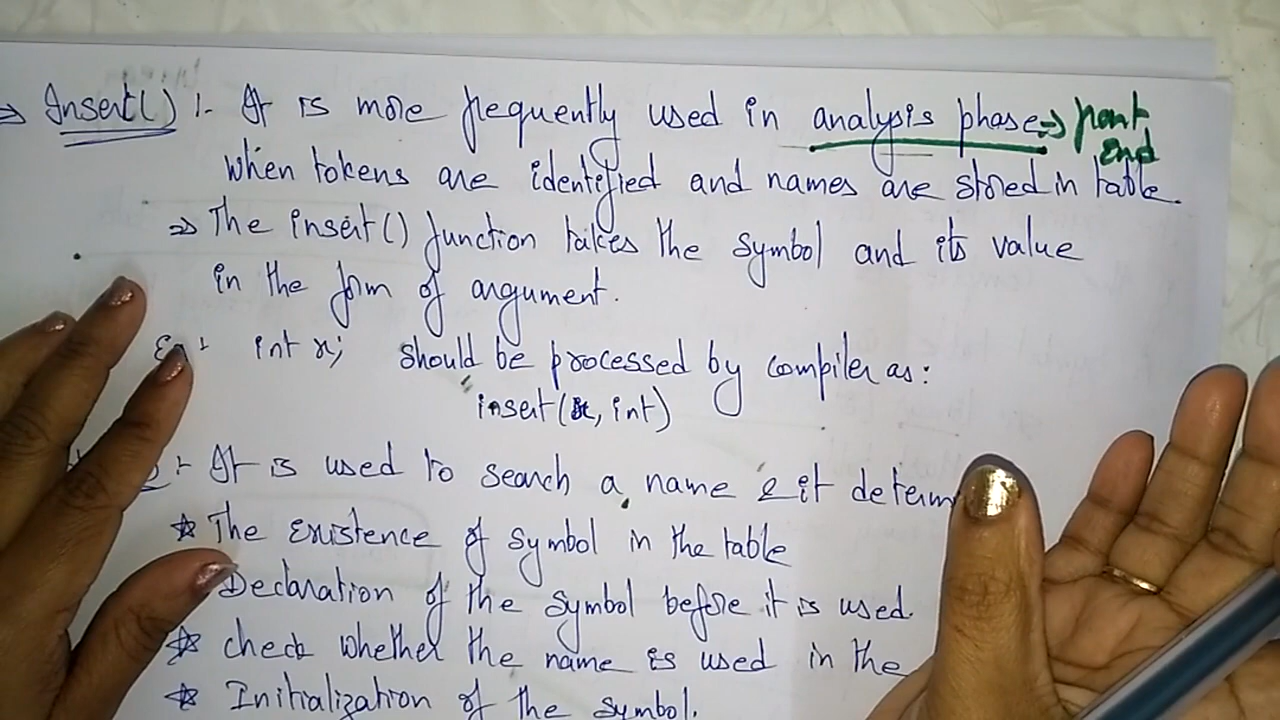 ⇒ Insert() :- It is more frequently used in analysis phase ⇒ front end
when tokens are identified and names are stored in table.
⇒ The insert() function takes the symbol and its value
in the form of argument.
Ex:- int x; should be processed by compiler as:
insert(x, int)
:- It is used to search a name & it determ
* The Existence of symbol in the table
Declaration of the symbol before it is used.
* check whether the name is used in the
* Initialization of the symbol.